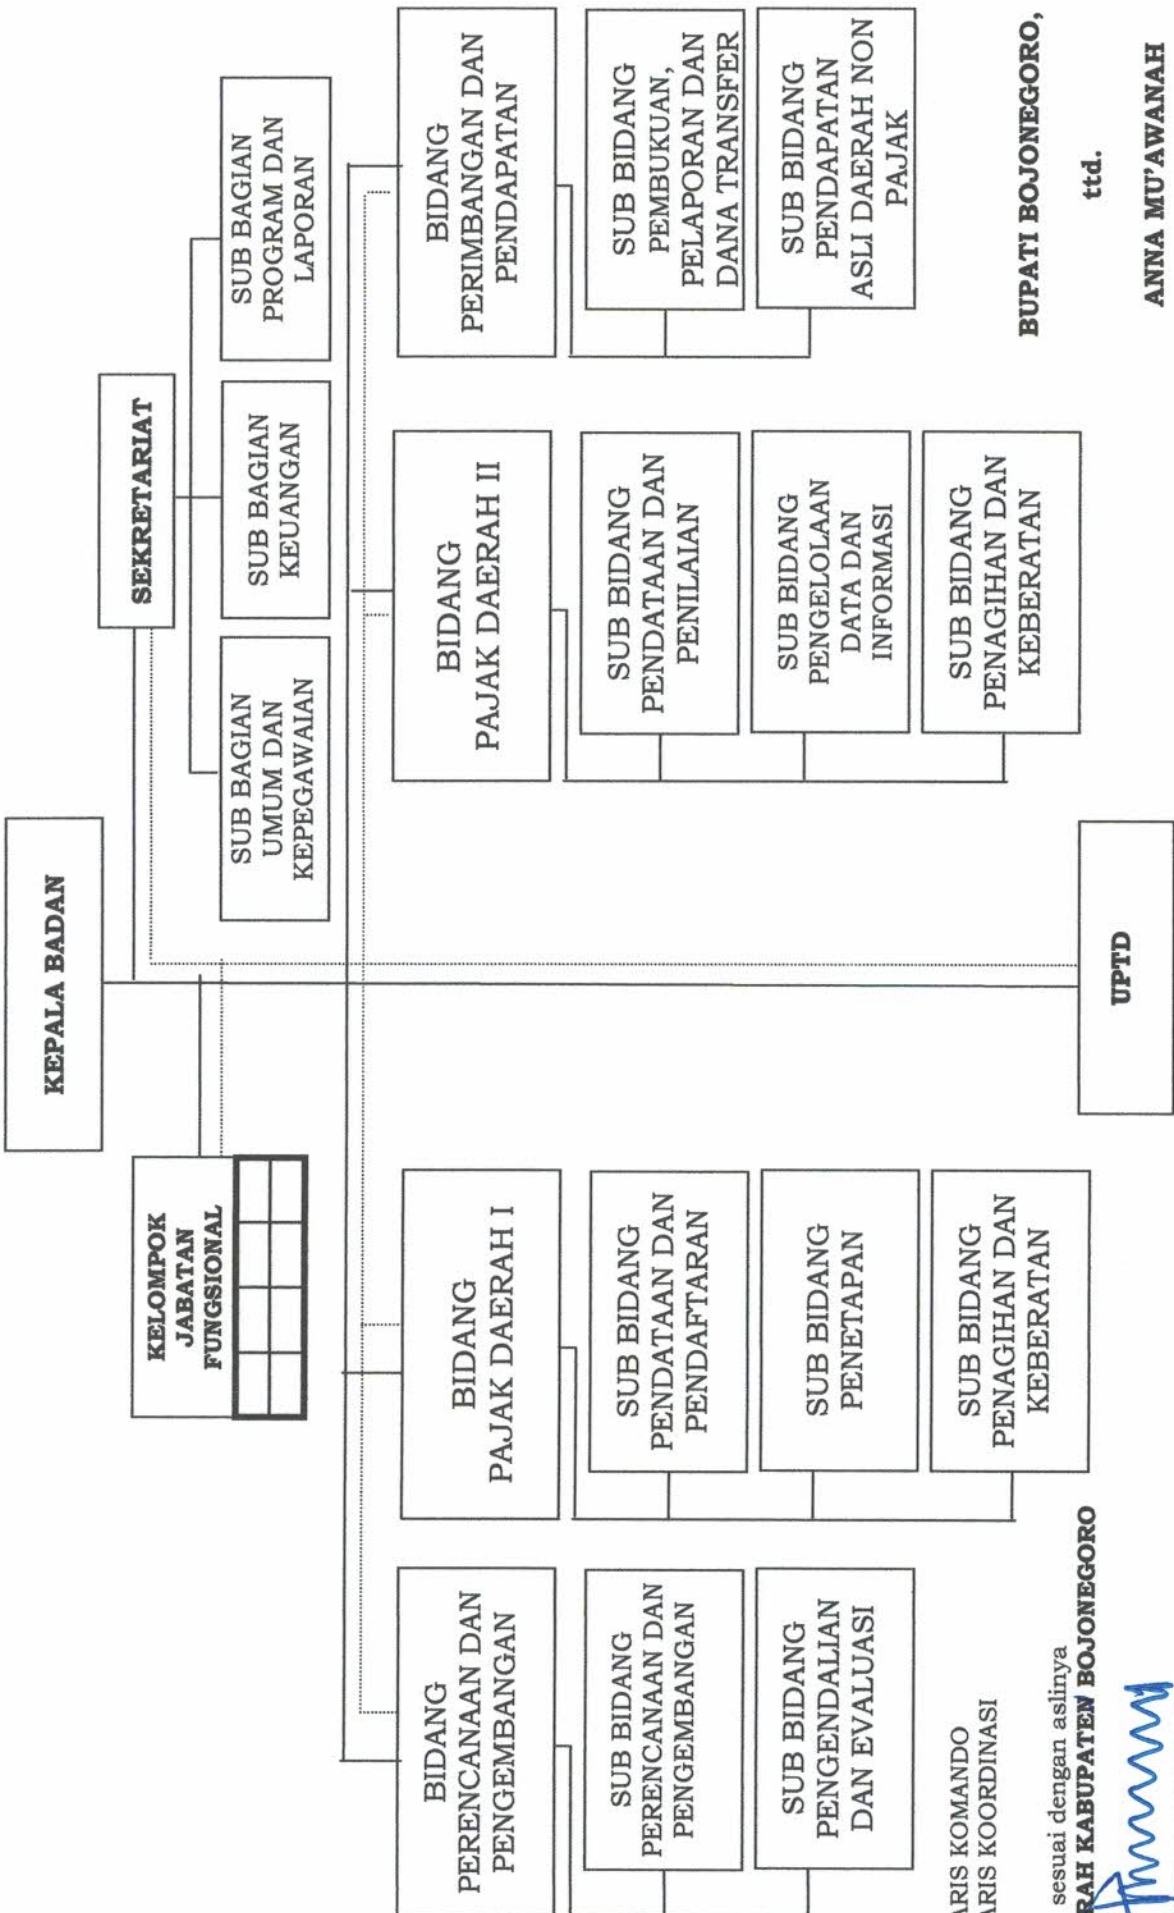 KEPALA BADAN
KELOMPOK
JABATAN
FUNGSIONAL
SEKRETARIAT
SUB BAGIAN
UMUM DAN
KEPEGAWAIAN
SUB BAGIAN
KEUANGAN
SUB BAGIAN
PROGRAM DAN
LAPORAN
BIDANG
PERENCANAAN DAN
PENGEMBANGAN
SUB BIDANG
PERENCANAAN DAN
PENGEMBANGAN
SUB BIDANG
PENGENDALIAN
DAN EVALUASI
BIDANG
PAJAK DAERAH I
SUB BIDANG
PENDATAAN DAN
PENDAFTARAN
SUB BIDANG
PENETAPAN
SUB BIDANG
PENAGIHAN DAN
KEBERATAN
BIDANG
PAJAK DAERAH II
SUB BIDANG
PENDATAAN DAN
PENILAIAN
SUB BIDANG
PENGELOLAAN
DATA DAN
INFORMASI
SUB BIDANG
PENAGIHAN DAN
KEBERATAN
BIDANG
PERIMBANGAN DAN
PENDAPATAN
SUB BIDANG
PEMBUKUAN,
PELAPORAN DAN
DANA TRANSFER
SUB BIDANG
PENDAPATAN
ASLI DAERAH NON
PAJAK
UPTD
ARIS KOMANDO
ARIS KOORDINASI
sesuai dengan aslinya
RAH KABUPATEN BOJONEGORO
BUPATI BOJONEGORO,
ttd.
ANNA MU'AWANAH